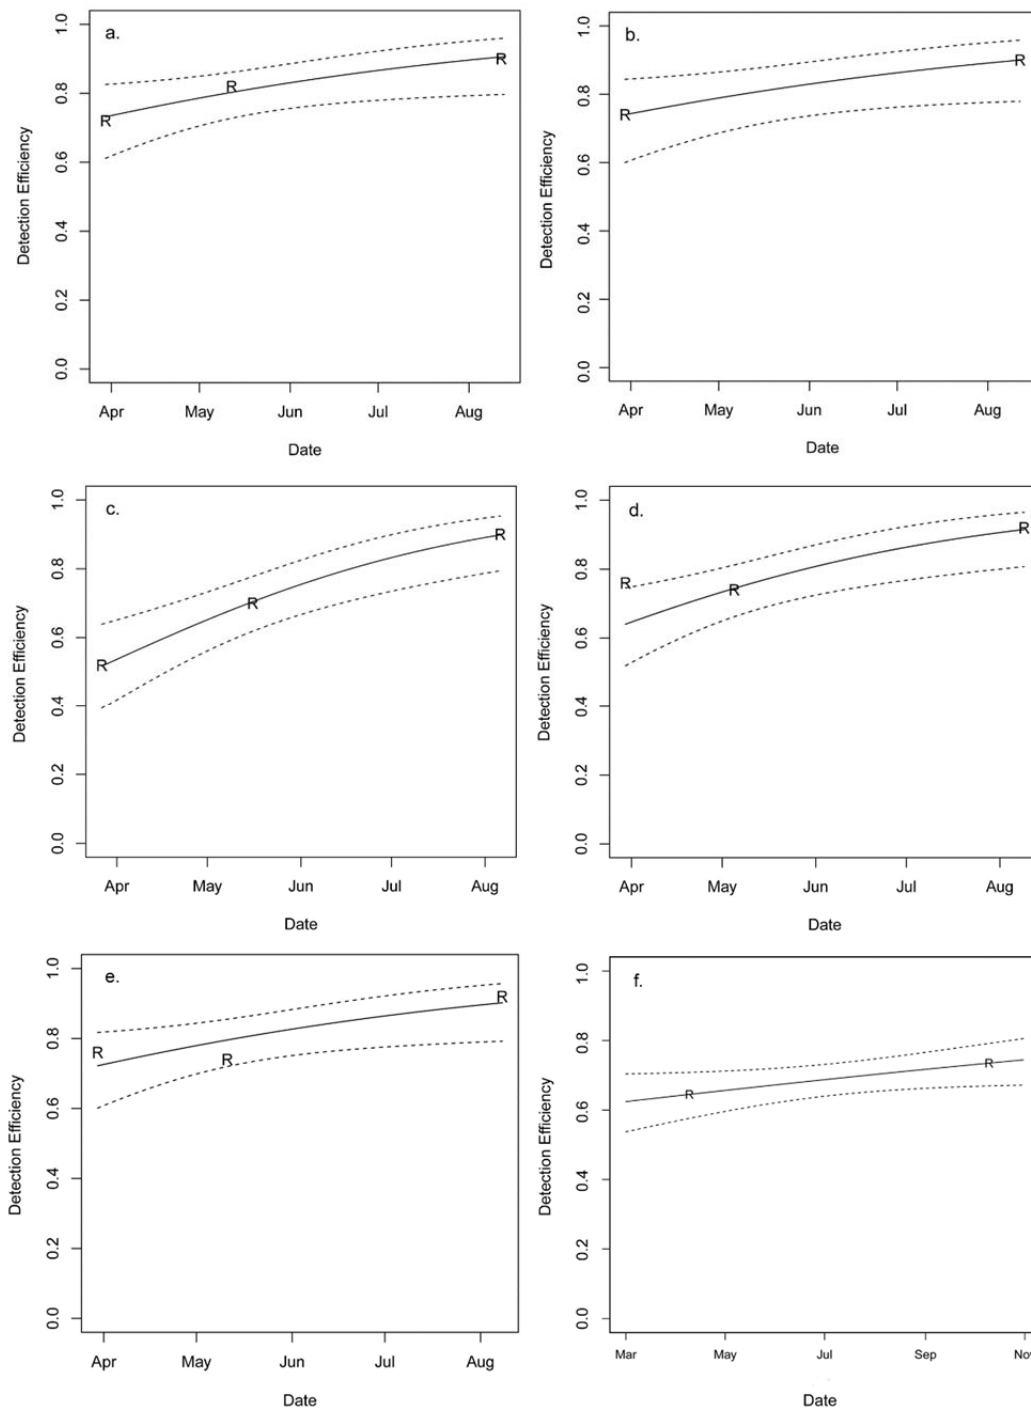 a.
1.0
0.8
0.6
0.4
0.2
0.0
Detection Efficiency
R R R
Apr May Jun Jul Aug
Date
b.
1.0
0.8
0.6
0.4
0.2
0.0
Detection Efficiency
R R
Apr May Jun Jul Aug
Date
c.
1.0
0.8
0.6
0.4
0.2
0.0
Detection Efficiency
R R R
Apr May Jun Jul Aug
Date
d.
1.0
0.8
0.6
0.4
0.2
0.0
Detection Efficiency
R R R
Apr May Jun Jul Aug
Date
e.
1.0
0.8
0.6
0.4
0.2
0.0
Detection Efficiency
R R R
Apr May Jun Jul Aug
Date
f.
1.0
0.8
0.6
0.4
0.2
0.0
Detection Efficiency
R R
Mar May Jul Sep Nov
Date